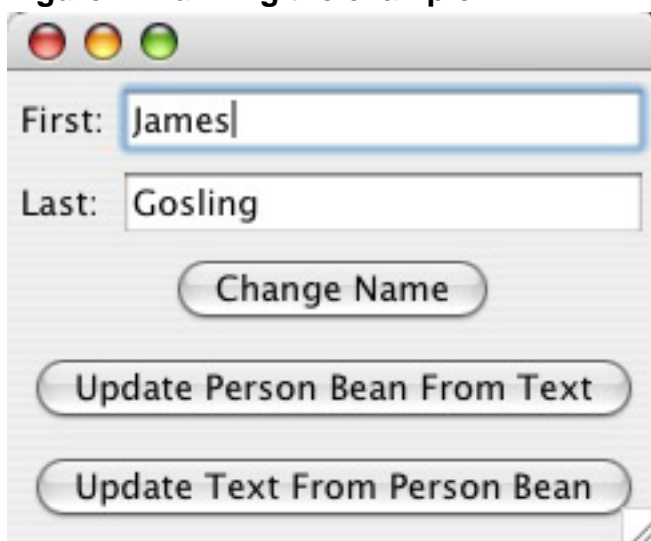 First: James
Last: Gosling
Change Name
Update Person Bean From Text
Update Text From Person Bean